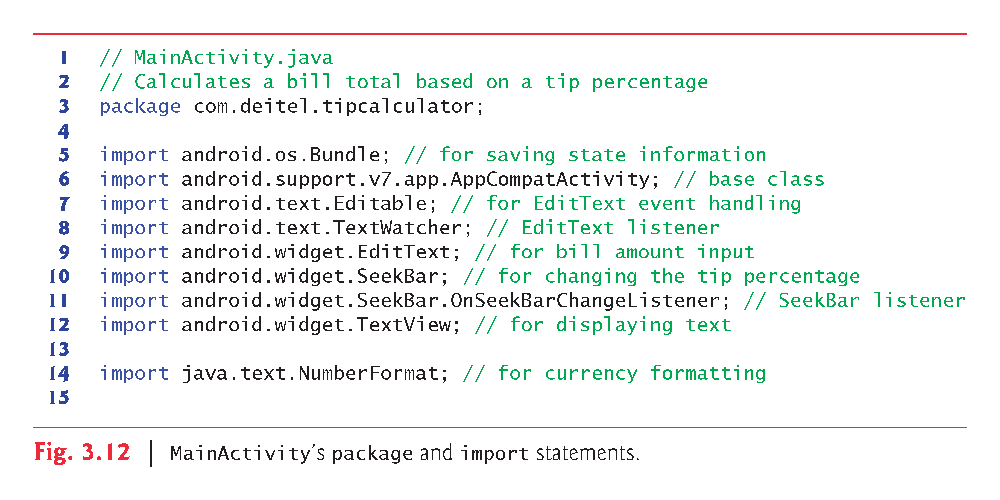 1 // MainActivity.java
2 // Calculates a bill total based on a tip percentage
3 package com.deitel.tipcalculator;
4
5 import android.os.Bundle; // for saving state information
6 import android.support.v7.app.AppCompatActivity; // base class
7 import android.text.Editable; // for EditText event handling
8 import android.text.TextWatcher; // EditText listener
9 import android.widget.EditText; // for bill amount input
10 import android.widget.SeekBar; // for changing the tip percentage
11 import android.widget.SeekBar.OnSeekBarChangeListener; // SeekBar listener
12 import android.widget.TextView; // for displaying text
13
14 import java.text.NumberFormat; // for currency formatting
15
Fig. 3.12 | MainActivity’s package and import statements.